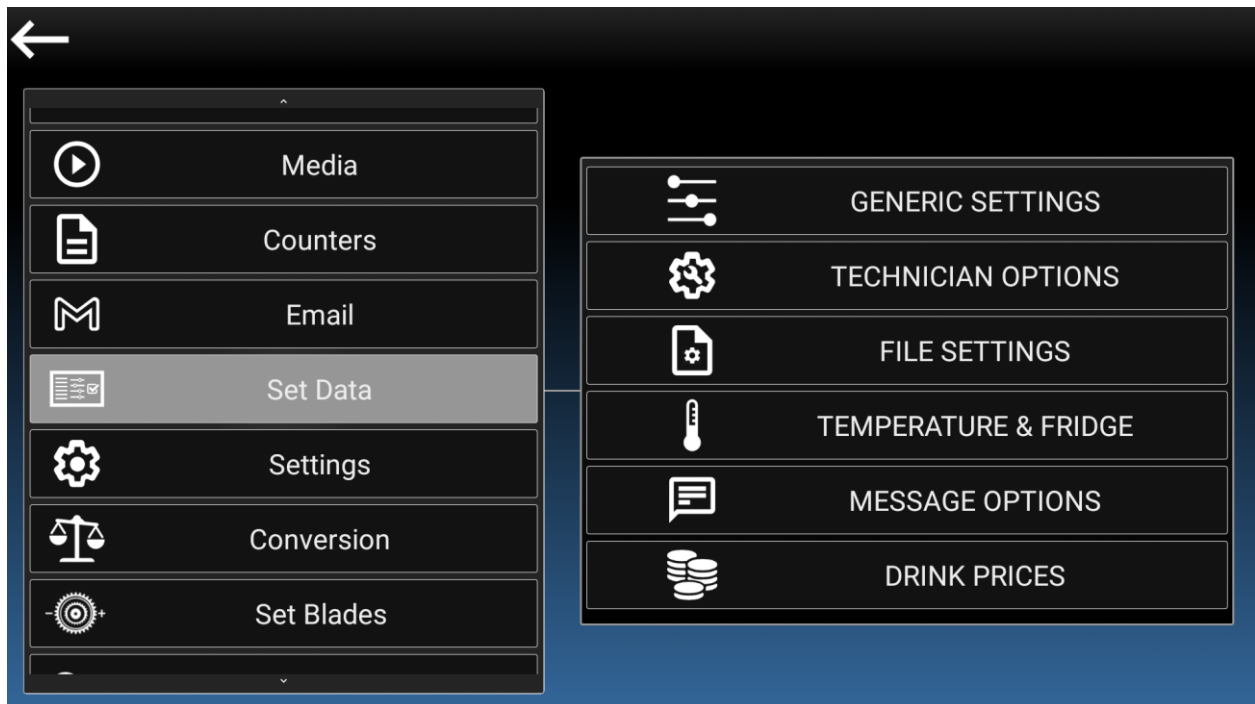 Media
Counters
Email
Set Data
Settings
Conversion
Set Blades
GENERIC SETTINGS
TECHNICIAN OPTIONS
FILE SETTINGS
TEMPERATURE & FRIDGE
MESSAGE OPTIONS
DRINK PRICES